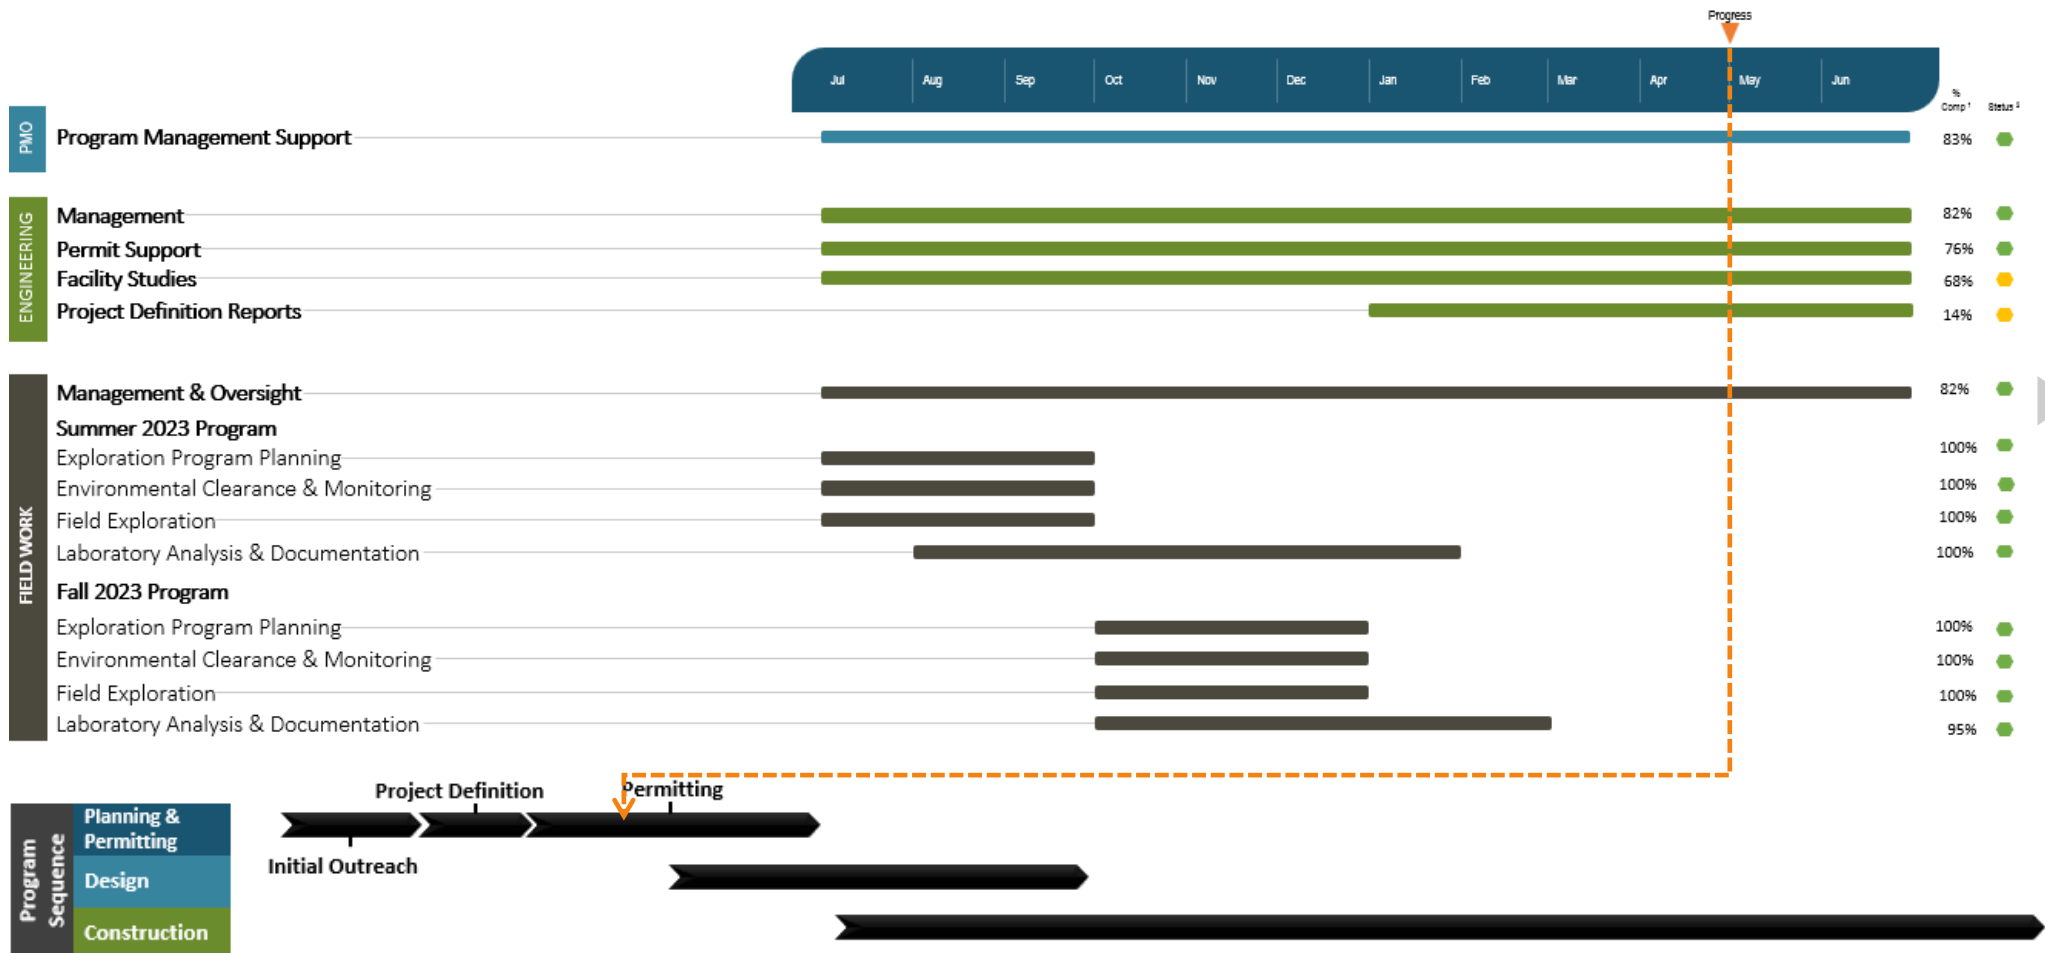 Progress
Jul Aug Sep Oct Nov Dec Jan Feb Mar Apr May Jun
%
Comp ¹ Status ²
PMO
Program Management Support 83%
ENGINEERING
Management 82%
Permit Support 76%
Facility Studies 68%
Project Definition Reports 14%
FIELD WORK
Management & Oversight 82%
Summer 2023 Program
Exploration Program Planning 100%
Environmental Clearance & Monitoring 100%
Field Exploration 100%
Laboratory Analysis & Documentation 100%
Fall 2023 Program
Exploration Program Planning 100%
Environmental Clearance & Monitoring 100%
Field Exploration 100%
Laboratory Analysis & Documentation 95%
Project Definition Permitting
Program
Sequence
Planning &
Permitting
Initial Outreach
Design
Construction